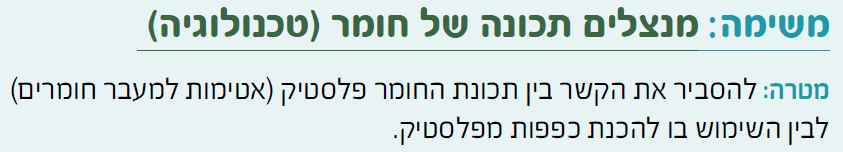 משימה: מנצלים תכונה של חומר (טכנולוגיה)
מטרה: להסביר את הקשר בין תכונת החומר פלסטיק (אטימות למעבר חומרים)
לבין השימוש בו להכנת כפפות מפלסטיק.